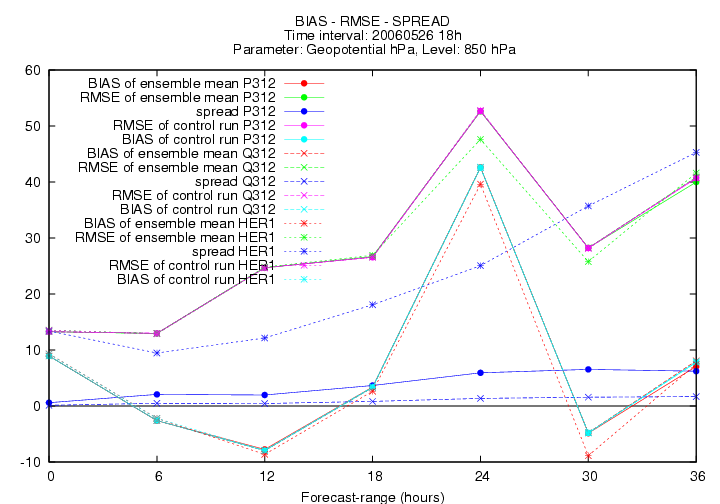 BIAS - RMSE - SPREAD
Time interval: 20060526 18h
Parameter: Geopotential hPa, Level: 850 hPa
60
50
40
30
20
10
0
-10
BIAS of ensemble mean P312
RMSE of ensemble mean P312
spread P312
RMSE of control run P312
BIAS of control run P312
BIAS of ensemble mean Q312
RMSE of ensemble mean Q312
spread Q312
RMSE of control run Q312
BIAS of control run Q312
BIAS of ensemble mean HER1
RMSE of ensemble mean HER1
spread HER1
RMSE of control run HER1
BIAS of control run HER1
0 6 12 18 24 30 36
Forecast-range (hours)